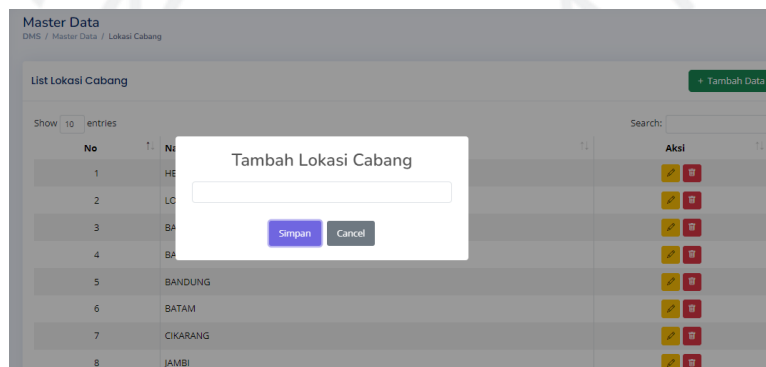 Master Data
DMS / Master Data / Lokasi Cabang
List Lokasi Cabang
+ Tambah Data
Show 10 entries
Search:
No Aksi
Tambah Lokasi Cabang
1
2
3
4
Simpan Cancel
5 BANDUNG
6 BATAM
7 CIKARANG
8 JAMBI